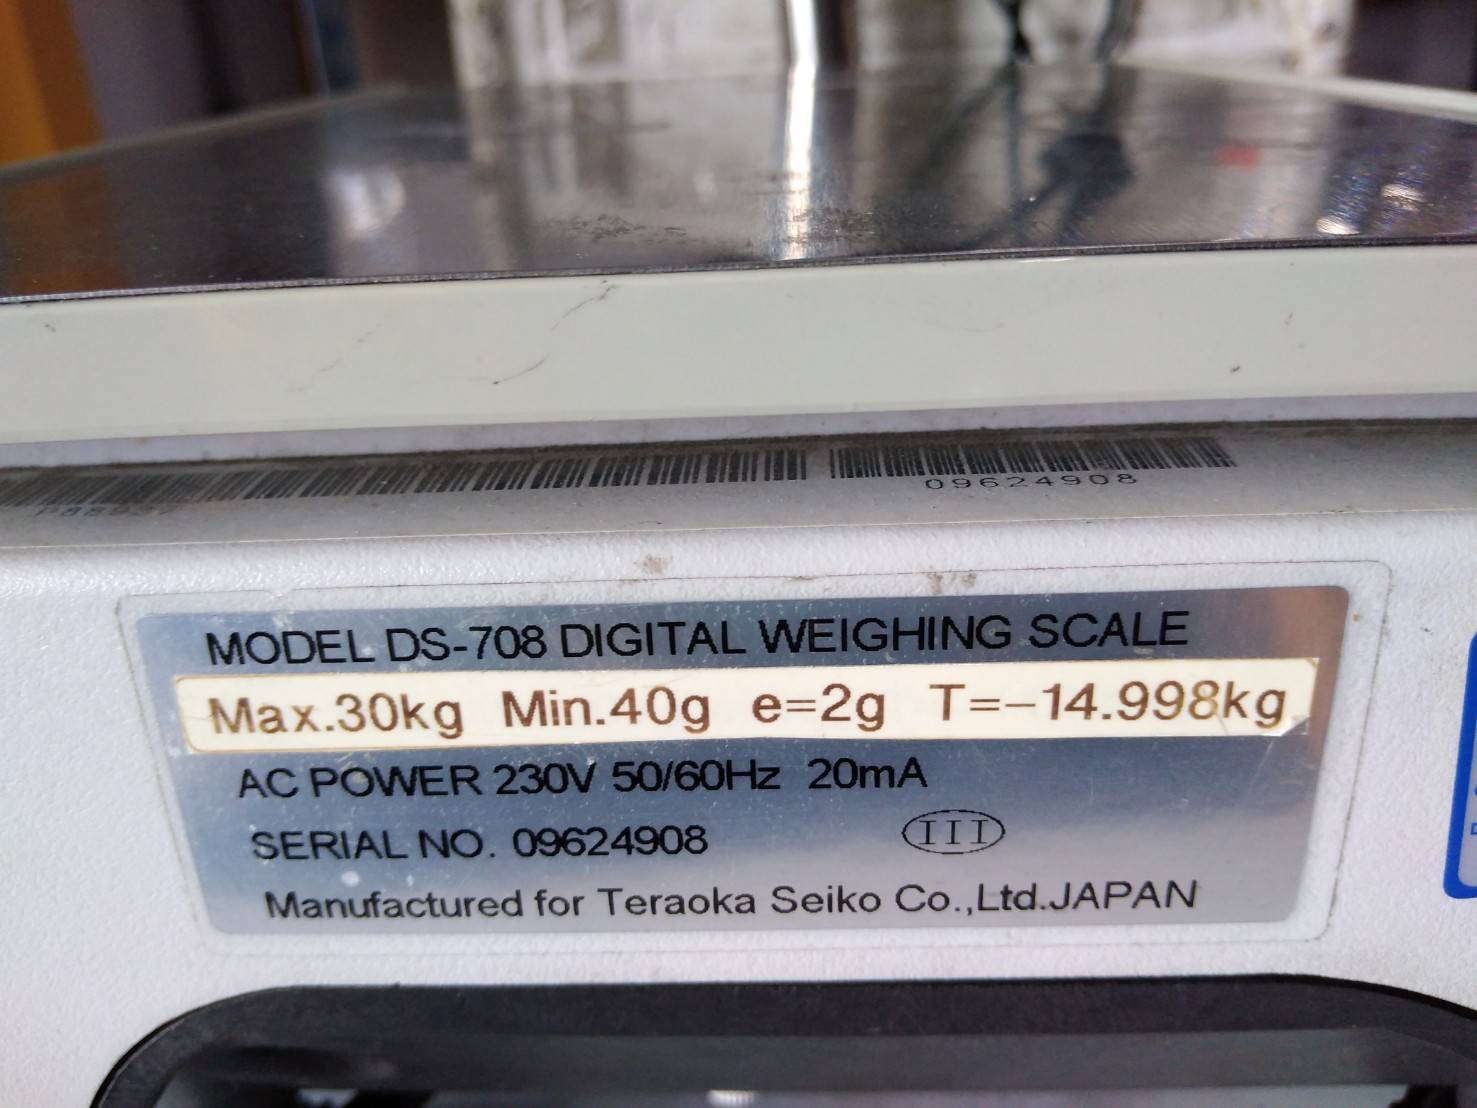 09624908
MODEL DS-708 DIGITAL WEIGHING SCALE
Max.30kg Min.40g e=2g T=-14.998kg
AC POWER 230V 50/60Hz 20mA
SERIAL NO. 09624908 III
Manufactured for Teraoka Seiko Co.,Ltd.JAPAN